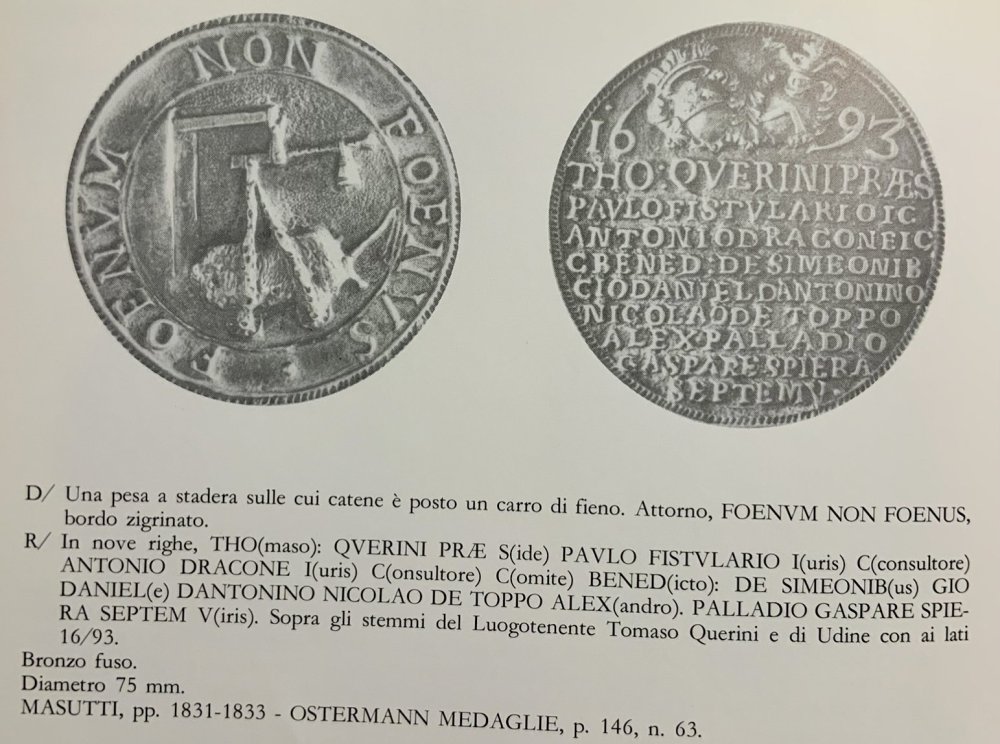 FOENVM NON FOENVS
16 93
THO: QVERINI PRÆS
PAVLO FISTVLARIO IC
ANTONIO DRACONE IC
C BENED: DE SIMEONIB
GIO DANIEL DANTONINO
NICOLAO DE TOPPO
ALEX PALLADIO
GASPARE SPIERA
SEPTEM V.
D/ Una pesa a stadera sulle cui catene è posto un carro di fieno. Attorno, FOENVM NON FOENUS,
bordo zigrinato.
R/ In nove righe, THO(maso): QVERINI PRÆ S(ide) PAVLO FISTVLARIO I(uris) C(consultore)
ANTONIO DRACONE I(uris) C(onsultore) C(omite) BENED(icto): DE SIMEONIB(us) GIO
DANIEL(e) DANTONINO NICOLAO DE TOPPO ALEX(andro). PALLADIO GASPARE SPIE-
RA SEPTEM V(iris). Sopra gli stemmi del Luogotenente Tomaso Querini e di Udine con ai lati
16/93.
Bronzo fuso.
Diametro 75 mm.
MASUTTI, pp. 1831-1833 - OSTERMANN MEDAGLIE, p. 146, n. 63.